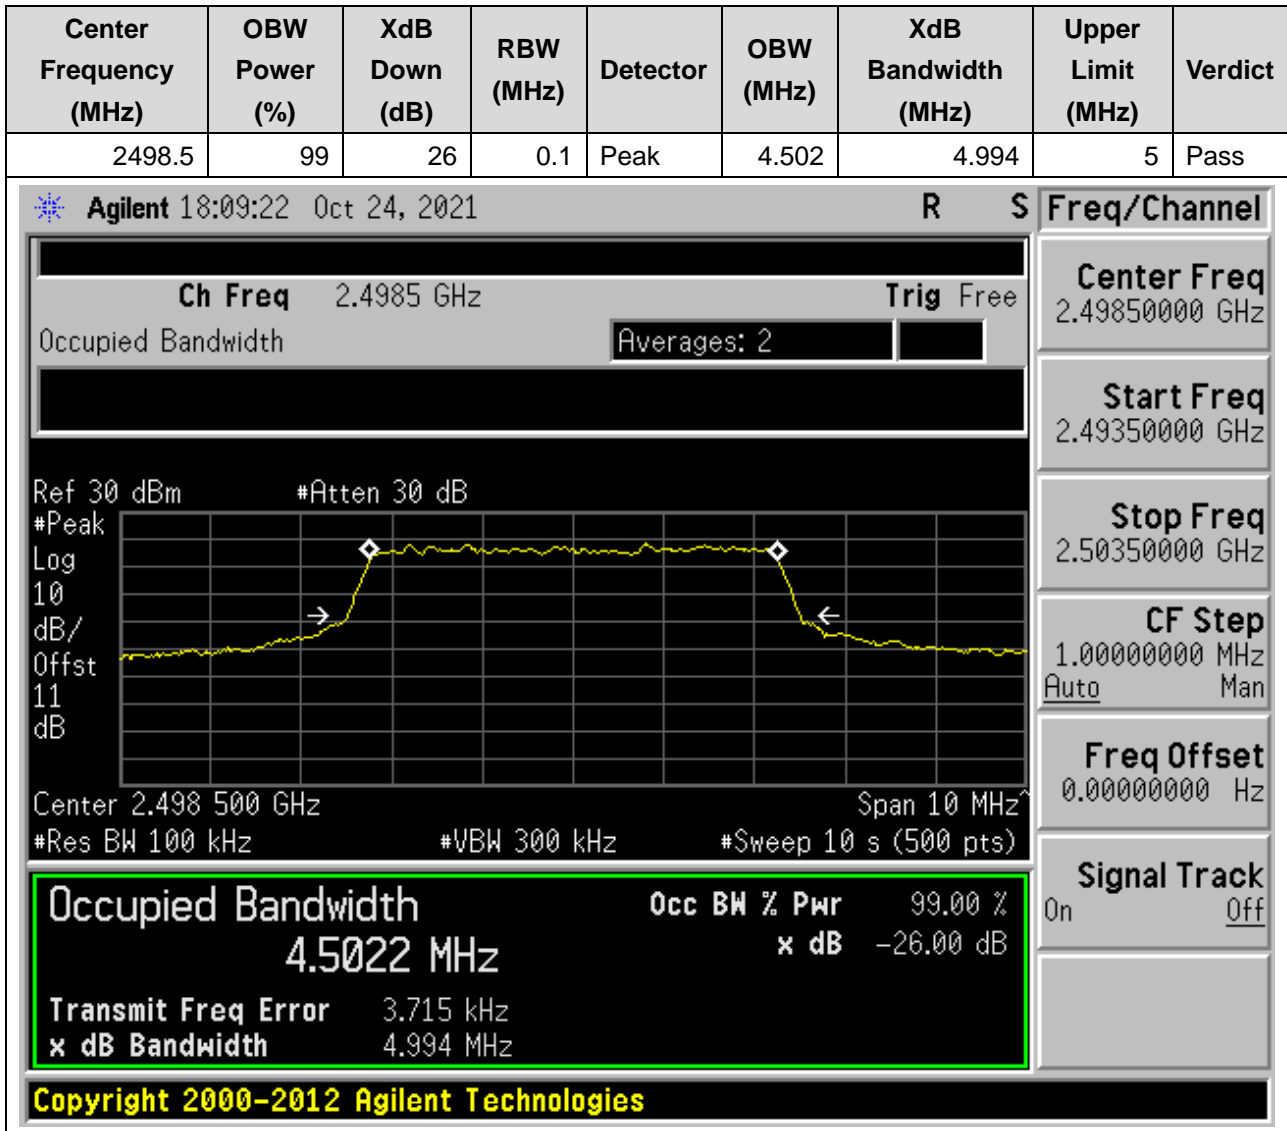 Center Frequency (MHz) OBW Power (%) XdB Down (dB) RBW (MHz) Detector OBW (MHz) XdB Bandwidth (MHz) Upper Limit (MHz) Verdict
2498.5 99 26 0.1 Peak 4.502 4.994 5 Pass
Agilent 18:09:22 Oct 24, 2021 R S Freq/Channel
Ch Freq 2.4985 GHz Trig Free
Occupied Bandwidth Averages: 2
Center Freq
2.49850000 GHz
Start Freq
2.49350000 GHz
Stop Freq
2.50350000 GHz
CF Step
1.00000000 MHz
Auto Man
Freq Offset
0.00000000 Hz
Signal Track
On Off
Ref 30 dBm #Atten 30 dB
#Peak
Log
10
dB/
Offst
11
dB
Center 2.498 500 GHz Span 10 MHz^
#Res BW 100 kHz #VBW 300 kHz #Sweep 10 s (500 pts)
Occupied Bandwidth Occ BW % Pwr 99.00 %
4.5022 MHz x dB -26.00 dB
Transmit Freq Error 3.715 kHz
x dB Bandwidth 4.994 MHz
Copyright 2000-2012 Agilent Technologies